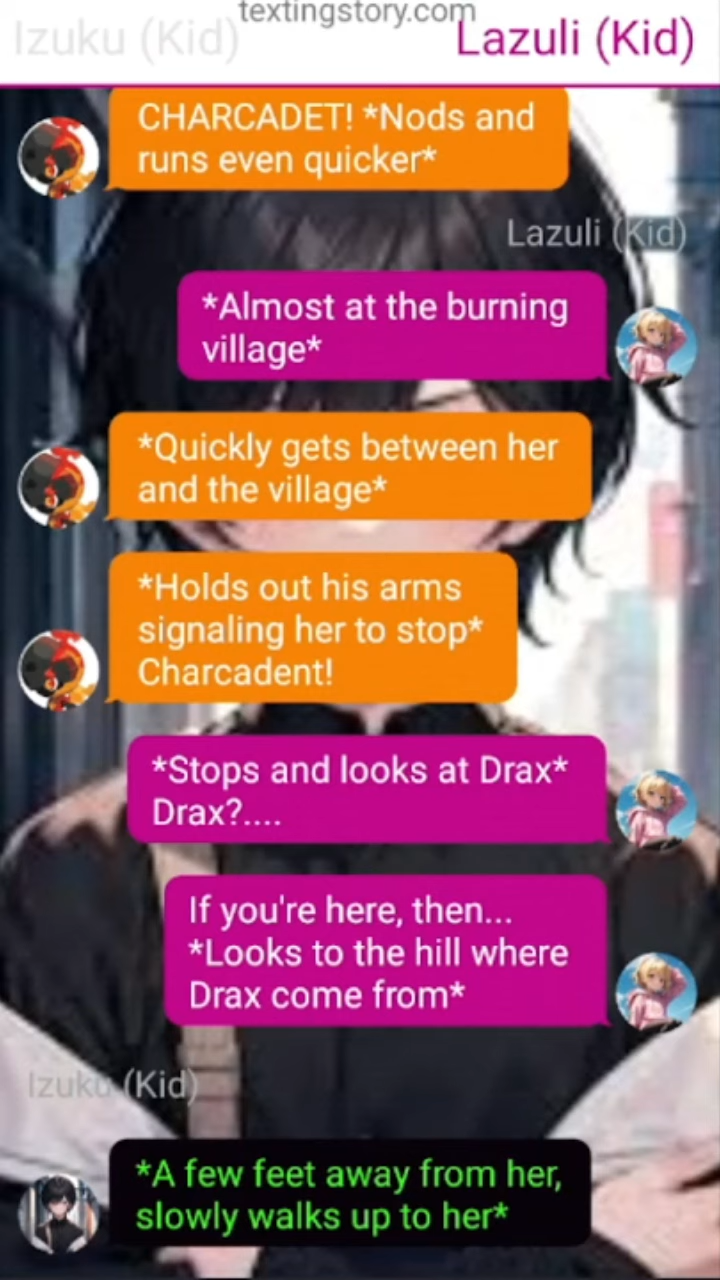 textingstory.com
Izuku (Kid)
Lazuli (Kid)
CHARCADET! *Nods and
runs even quicker*
Lazuli (Kid)
*Almost at the burning
village*
*Quickly gets between her
and the village*
*Holds out his arms
signaling her to stop*
Charcadent!
*Stops and looks at Drax*
Drax?....
If you're here, then...
*Looks to the hill where
Drax come from*
Izuku (Kid)
*A few feet away from her,
slowly walks up to her*